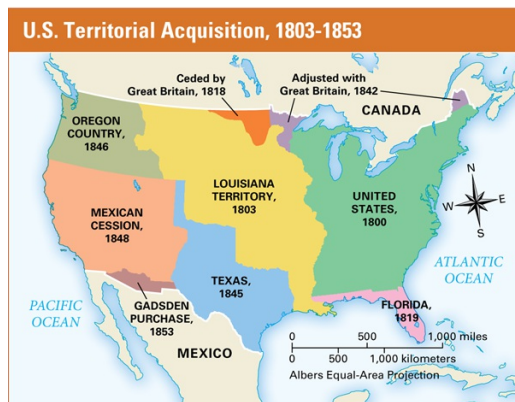 U.S. Territorial Acquisition, 1803-1853
Ceded by
Great Britain, 1818
Adjusted with
Great Britain, 1842
CANADA
OREGON
COUNTRY,
1846
LOUISIANA
TERRITORY,
1803
UNITED
STATES,
1800
MEXICAN
CESSION,
1848
N
W
E
S
TEXAS,
1845
ATLANTIC
OCEAN
GADSDEN
PURCHASE,
1853
FLORIDA,
1819
PACIFIC
OCEAN
MEXICO
0 500 1,000 miles
0 500 1,000 kilometers
Albers Equal-Area Projection